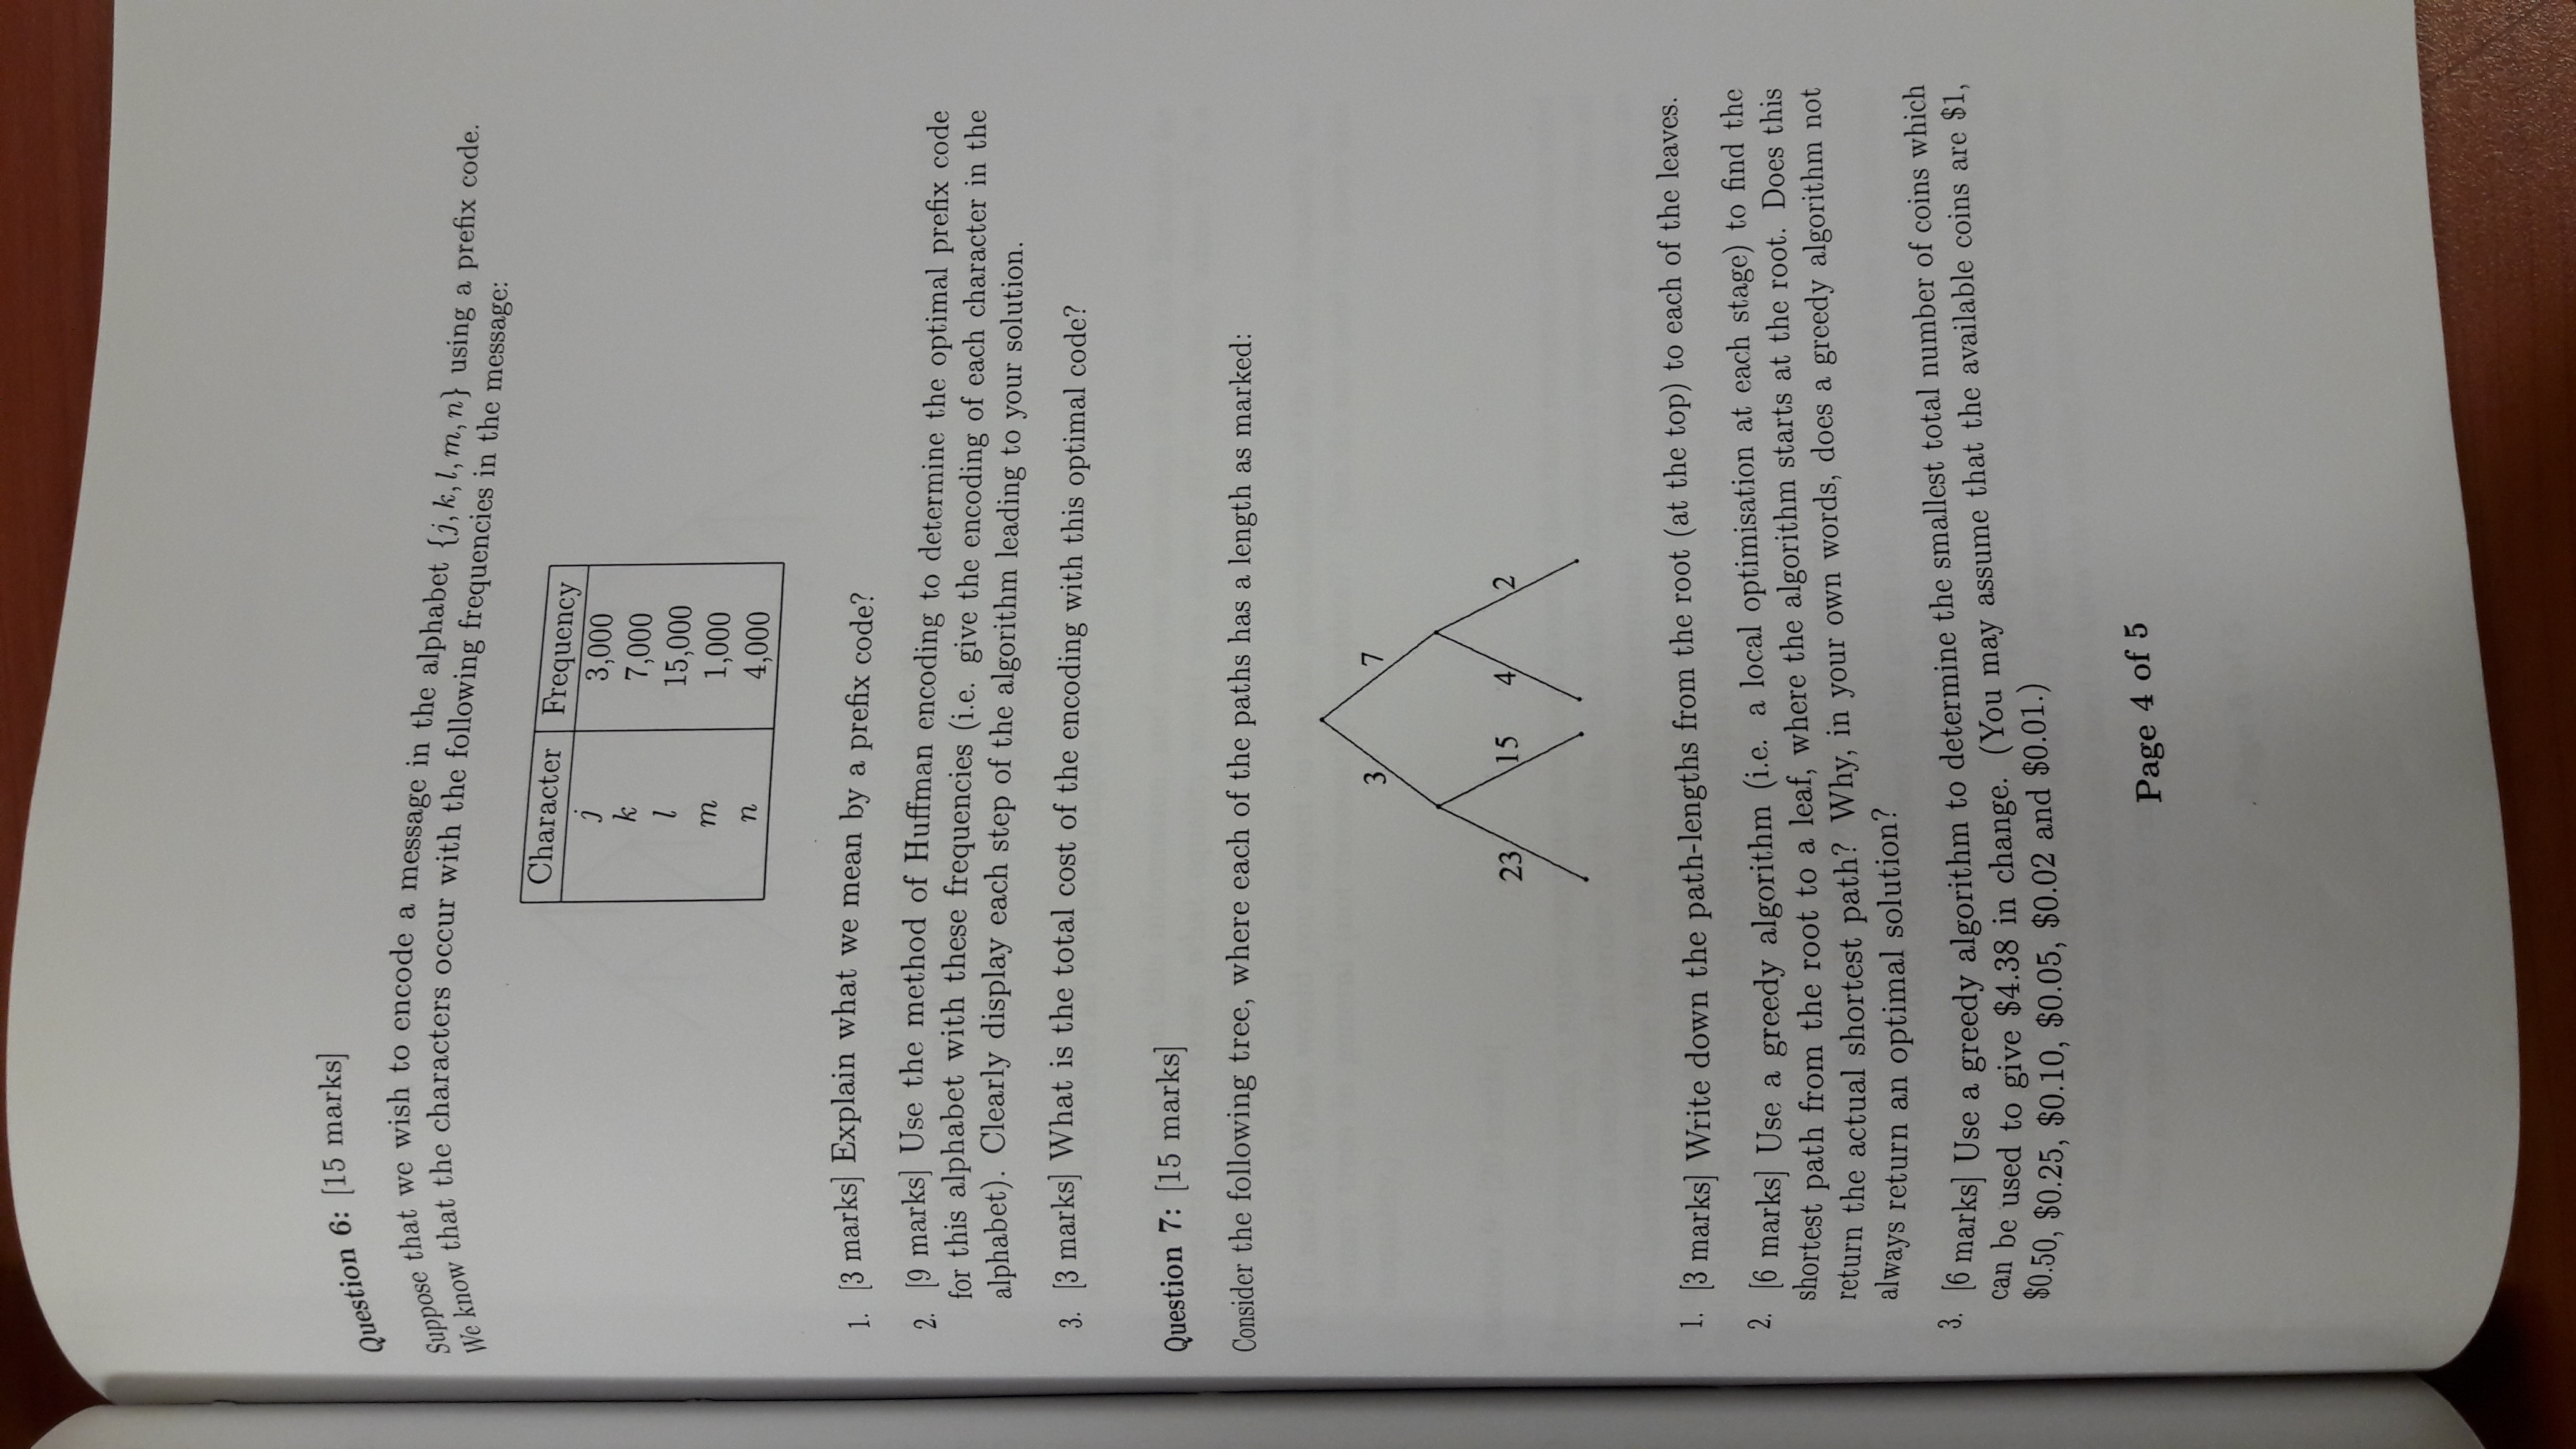 Question 6: [15 marks]
Suppose that we wish to encode a message in the alphabet {j, k, l, m, n} using a prefix code.
We know that the characters occur with the following frequencies in the message:
Character Frequency
j 3,000
k 7,000
l 15,000
m 1,000
n 4,000
1. [3 marks] Explain what we mean by a prefix code?
2. [9 marks] Use the method of Huffman encoding to determine the optimal prefix code
for this alphabet with these frequencies (i.e. give the encoding of each character in the
alphabet). Clearly display each step of the algorithm leading to your solution.
3. [3 marks] What is the total cost of the encoding with this optimal code?
Question 7: [15 marks]
Consider the following tree, where each of the paths has a length as marked:
3 7
23 15 4 2
1. [3 marks] Write down the path-lengths from the root (at the top) to each of the leaves.
2. [6 marks] Use a greedy algorithm (i.e. a local optimisation at each stage) to find the
shortest path from the root to a leaf, where the algorithm starts at the root. Does this
return the actual shortest path? Why, in your own words, does a greedy algorithm not
always return an optimal solution?
3. [6 marks] Use a greedy algorithm to determine the smallest total number of coins which
can be used to give $4.38 in change. (You may assume that the available coins are $1,
$0.50, $0.25, $0.10, $0.05, $0.02 and $0.01.)
Page 4 of 5